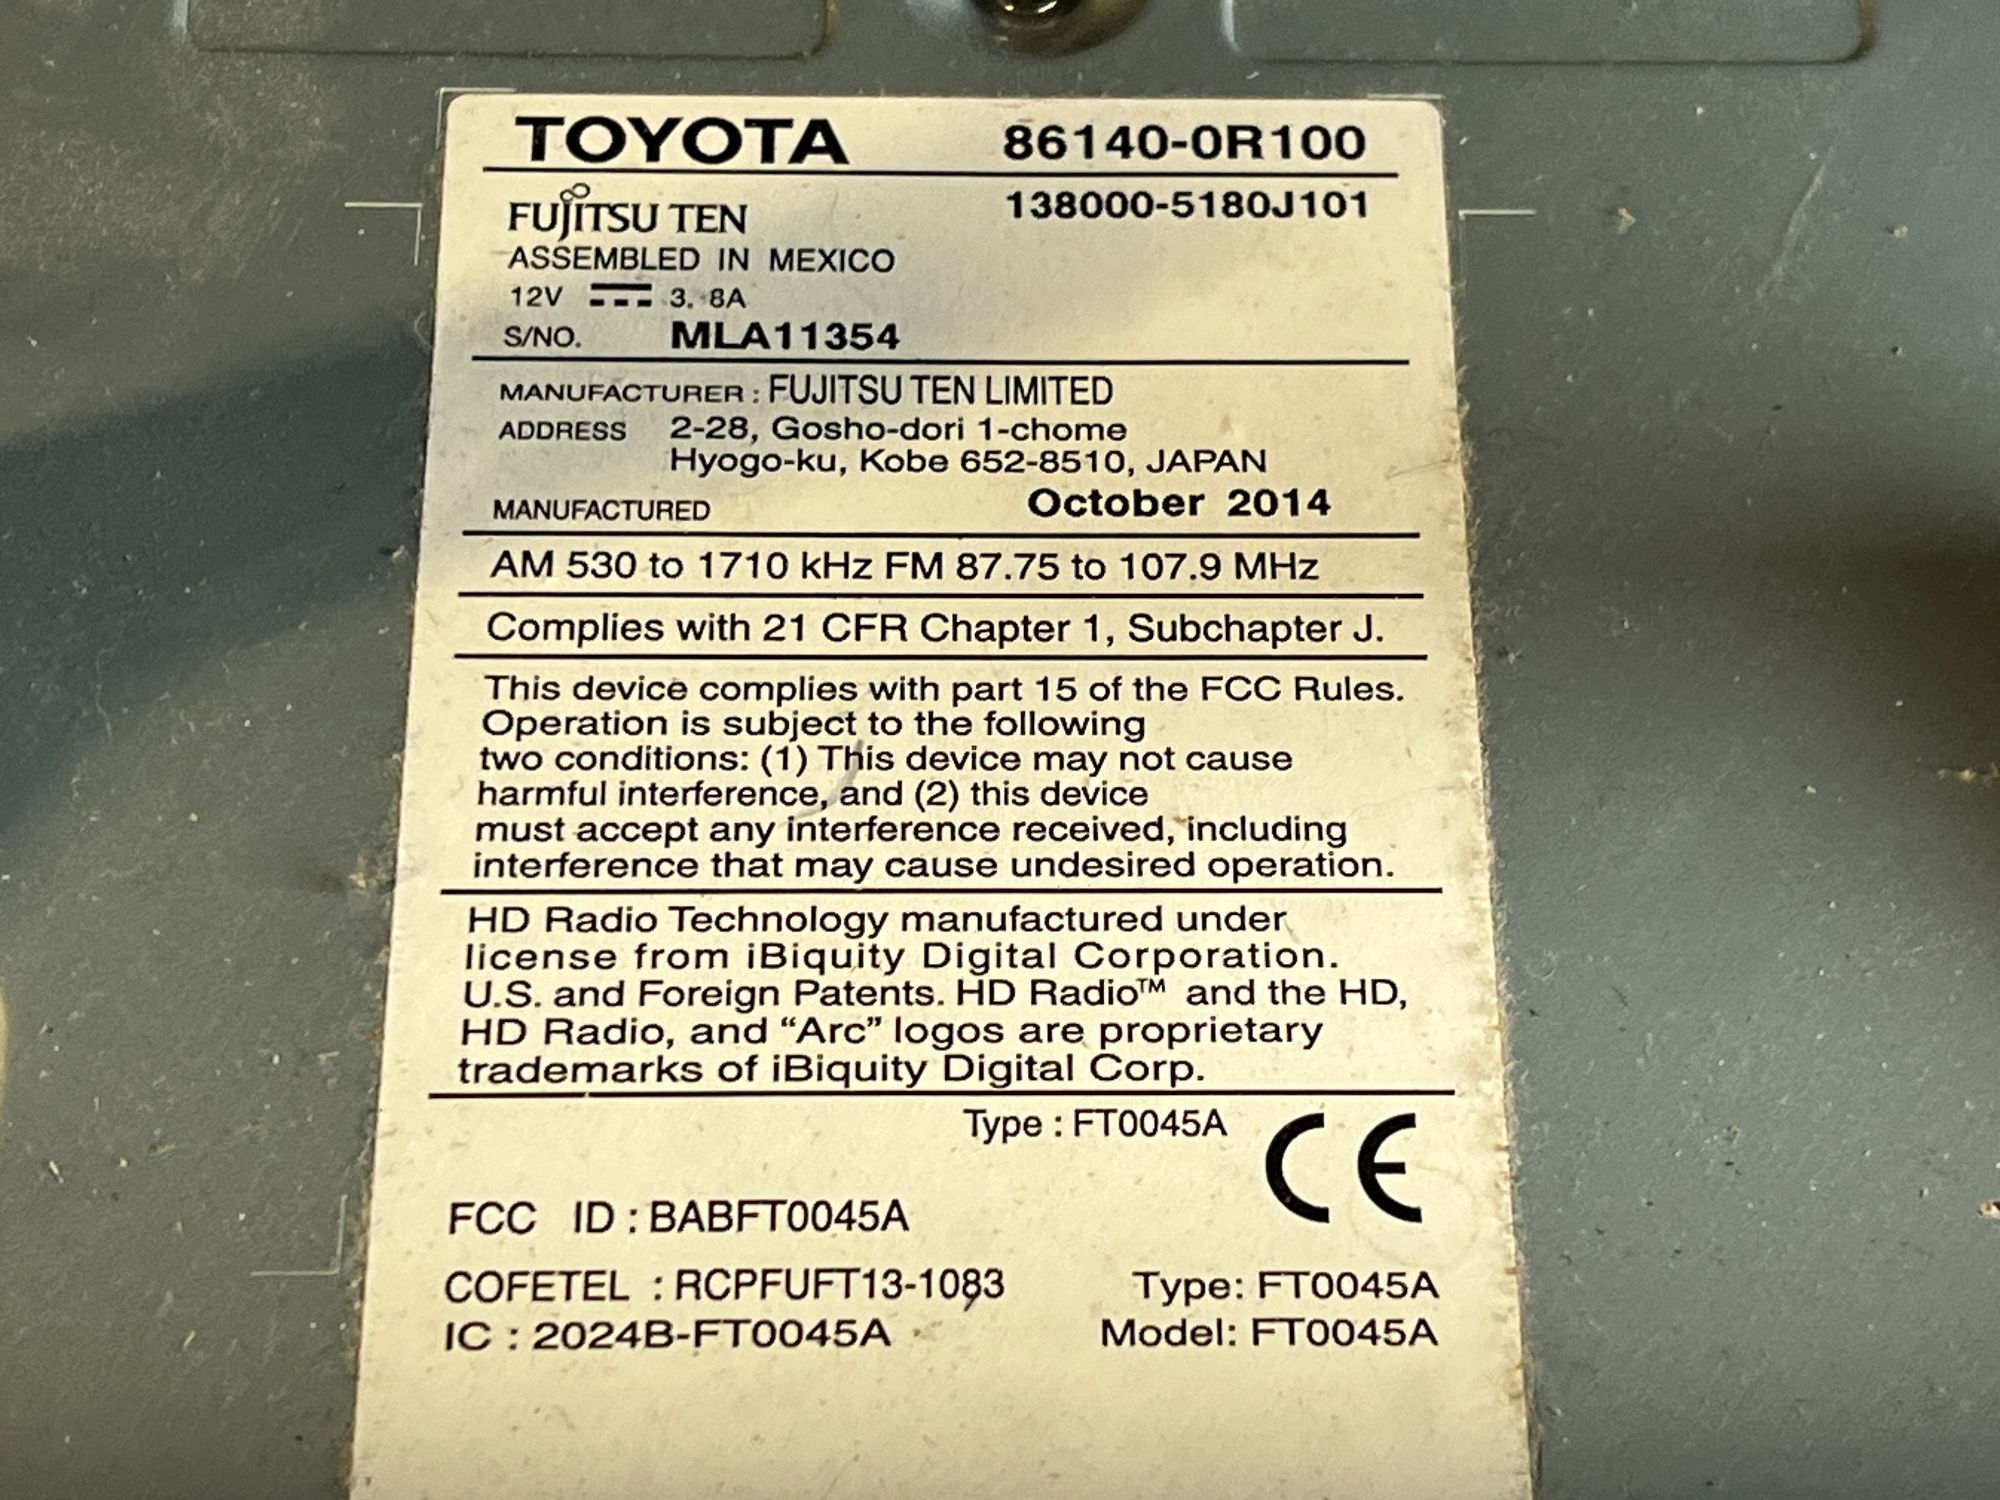 TOYOTA 86140-0R100
FUJITSU TEN 138000-5180J101
ASSEMBLED IN MEXICO
12V 3. 8A
S/NO. MLA11354
MANUFACTURER : FUJITSU TEN LIMITED
ADDRESS 2-28, Gosho-dori 1-chome
Hyogo-ku, Kobe 652-8510, JAPAN
MANUFACTURED October 2014
AM 530 to 1710 kHz FM 87.75 to 107.9 MHz
Complies with 21 CFR Chapter 1, Subchapter J.
This device complies with part 15 of the FCC Rules.
Operation is subject to the following
two conditions: (1) This device may not cause
harmful interference, and (2) this device
must accept any interference received, including
interference that may cause undesired operation.
HD Radio Technology manufactured under
license from iBiquity Digital Corporation.
U.S. and Foreign Patents. HD Radio™ and the HD,
HD Radio, and “Arc” logos are proprietary
trademarks of iBiquity Digital Corp.
Type : FT0045A CE
FCC ID : BABFT0045A
COFETEL : RCPFUFT13-1083 Type: FT0045A
IC : 2024B-FT0045A Model: FT0045A